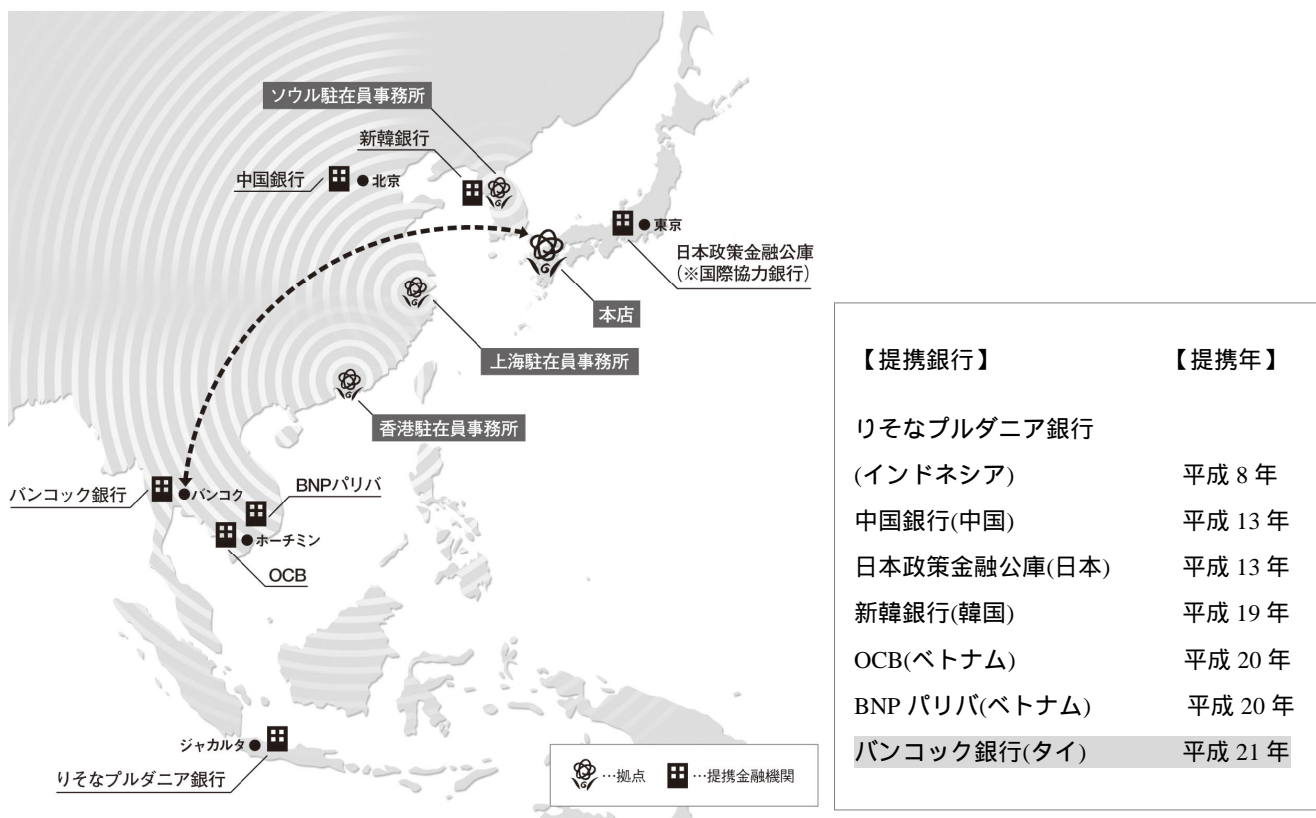 ソウル駐在員事務所
新韓銀行
中国銀行
●北京
●東京
日本政策金融公庫
(※国際協力銀行)
本店
上海駐在員事務所
香港駐在員事務所
バンコック銀行
●バンコク
BNPパリバ
●ホーチミン
OCB
ジャカルタ●
りそなプルダニア銀行
…拠点 …提携金融機関
【提携銀行】 【提携年】
りそなプルダニア銀行
(インドネシア) 平成 8 年
中国銀行(中国) 平成 13 年
日本政策金融公庫(日本) 平成 13 年
新韓銀行(韓国) 平成 19 年
OCB(ベトナム) 平成 20 年
BNP パリバ(ベトナム) 平成 20 年
バンコック銀行(タイ) 平成 21 年